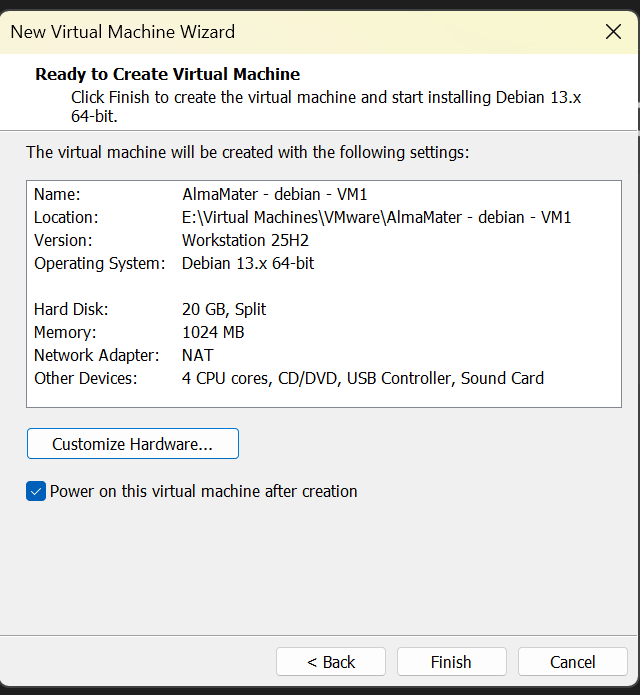 New Virtual Machine Wizard
Ready to Create Virtual Machine
Click Finish to create the virtual machine and start installing Debian 13.x
64-bit.
The virtual machine will be created with the following settings:
Name: AlmaMater - debian - VM1
Location: E:\Virtual Machines\VMware\AlmaMater - debian - VM1
Version: Workstation 25H2
Operating System: Debian 13.x 64-bit
Hard Disk: 20 GB, Split
Memory: 1024 MB
Network Adapter: NAT
Other Devices: 4 CPU cores, CD/DVD, USB Controller, Sound Card
Customize Hardware...
Power on this virtual machine after creation
< Back Finish Cancel